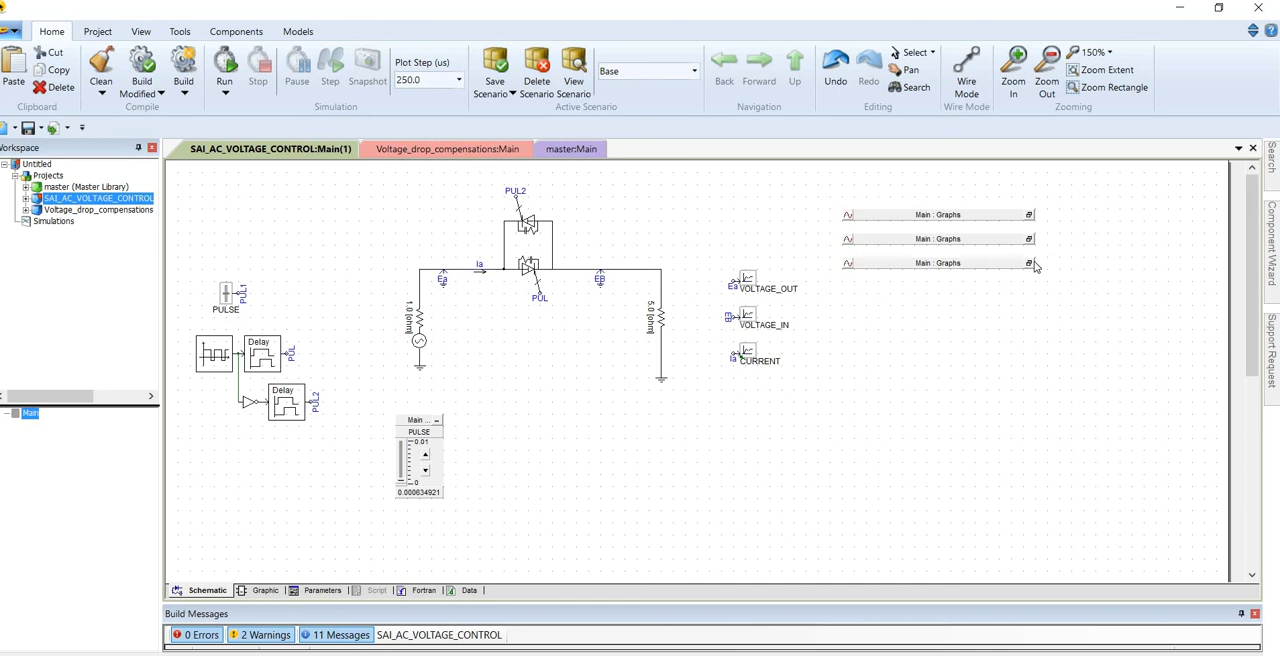 Home Project View Tools Components Models
Paste
Cut
Copy
Delete
Clipboard
Clean
Build Modified
Build
Compile
Run
Stop
Pause
Step
Snapshot
Plot Step (us)
250.0
Simulation
Save Scenario
Delete Scenario
View Scenario
Base
Active Scenario
Back
Forward
Up
Navigation
Undo
Redo
Select
Pan
Search
Editing
Wire Mode
Wire Mode
Zoom In
Zoom Out
150%
Zoom Extent
Zoom Rectangle
Zooming
orkspace
Untitled
Projects
master (Master Library)
SAI_AC_VOLTAGE_CONTROL
Voltage_drop_compensations
Simulations
Main
SAI_AC_VOLTAGE_CONTROL:Main(1)
Voltage_drop_compensations:Main
master:Main
PUL2
Ia
Ea
EB
PUL
1.0 [ohm]
5.0 [ohm]
PULSE
PUL1
Delay
PUL
Delay
PUL2
Main ...
PULSE
0.01
0
0.000634921
Ea
VOLTAGE_OUT
EB
VOLTAGE_IN
Ia
CURRENT
Main : Graphs
Main : Graphs
Main : Graphs
Search
Component Wizard
Support Request
Schematic Graphic Parameters Script Fortran Data
Build Messages
0 Errors 2 Warnings 11 Messages SAI_AC_VOLTAGE_CONTROL